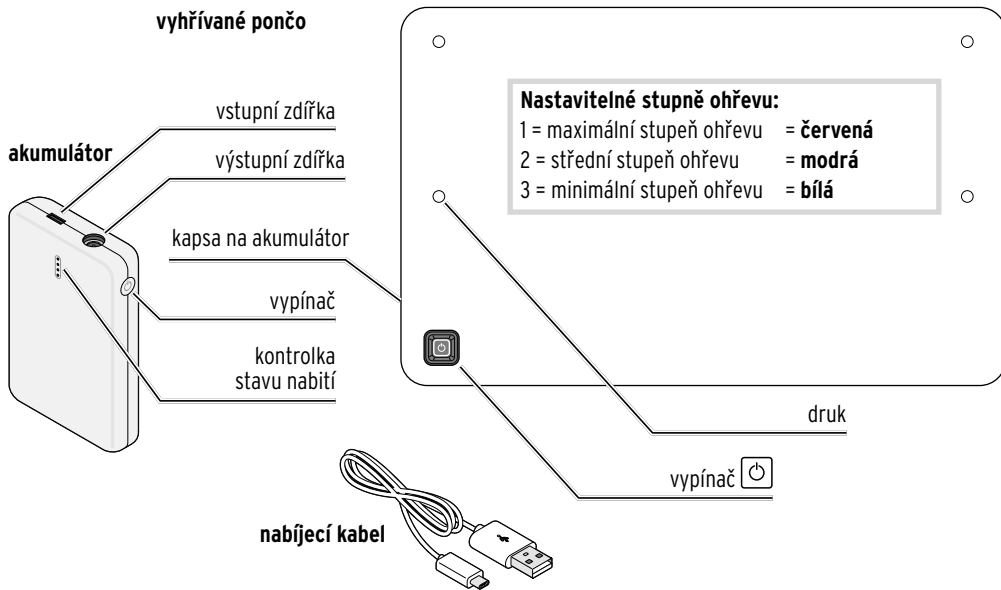 vyhřívané pončo
Nastavitelné stupně ohřevu:
1 = maximální stupeň ohřevu = červená
2 = střední stupeň ohřevu = modrá
3 = minimální stupeň ohřevu = bílá
vstupní zdířka
akumulátor
výstupní zdířka
kapsa na akumulátor
vypínač
kontrolka
stavu nabití
druk
vypínač
nabíjecí kabel